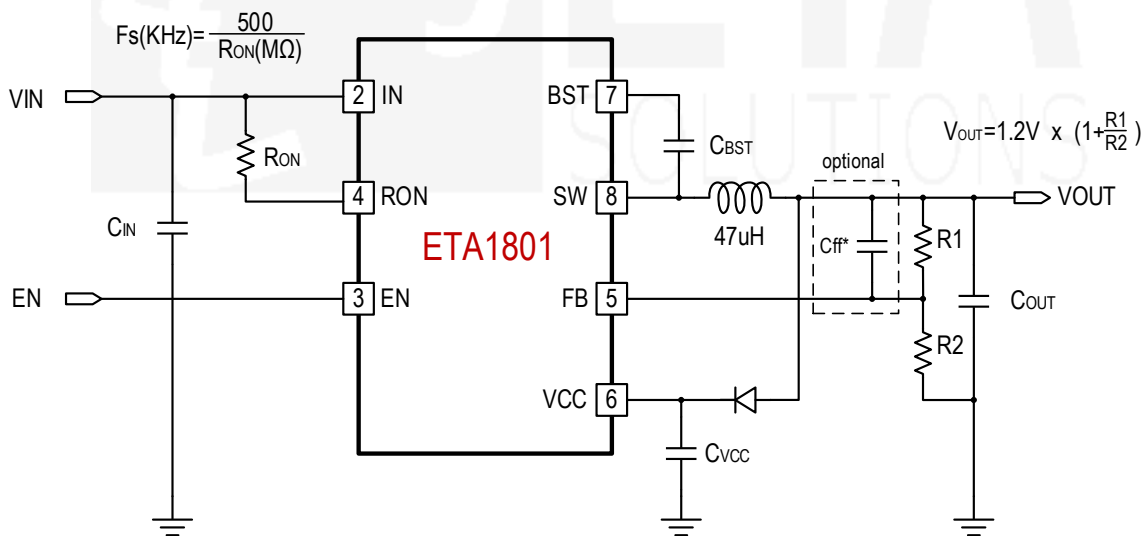 Fs(KHz)=500/RON(MΩ)
VIN
2 IN
BST 7
CBST
VOUT=1.2V x (1+R1/R2)
optional
RON
4 RON
SW 8
VOUT
CIN
ETA1801
47uH
Cff*
R1
EN
3 EN
FB 5
COUT
R2
VCC 6
CVCC
ETA
SOLUTIONS